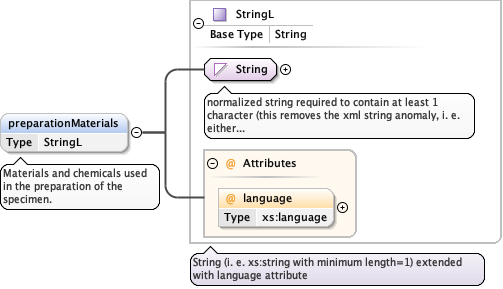 StringL
Base Type String
String
normalized string required to contain at least 1
character (this removes the xml string anomaly, i. e.
either...
preparationMaterials
Type StringL
Materials and chemicals used
in the preparation of the
specimen.
@ Attributes
@ language
Type xs:language
String (i. e. xs:string with minimum length=1) extended
with language attribute